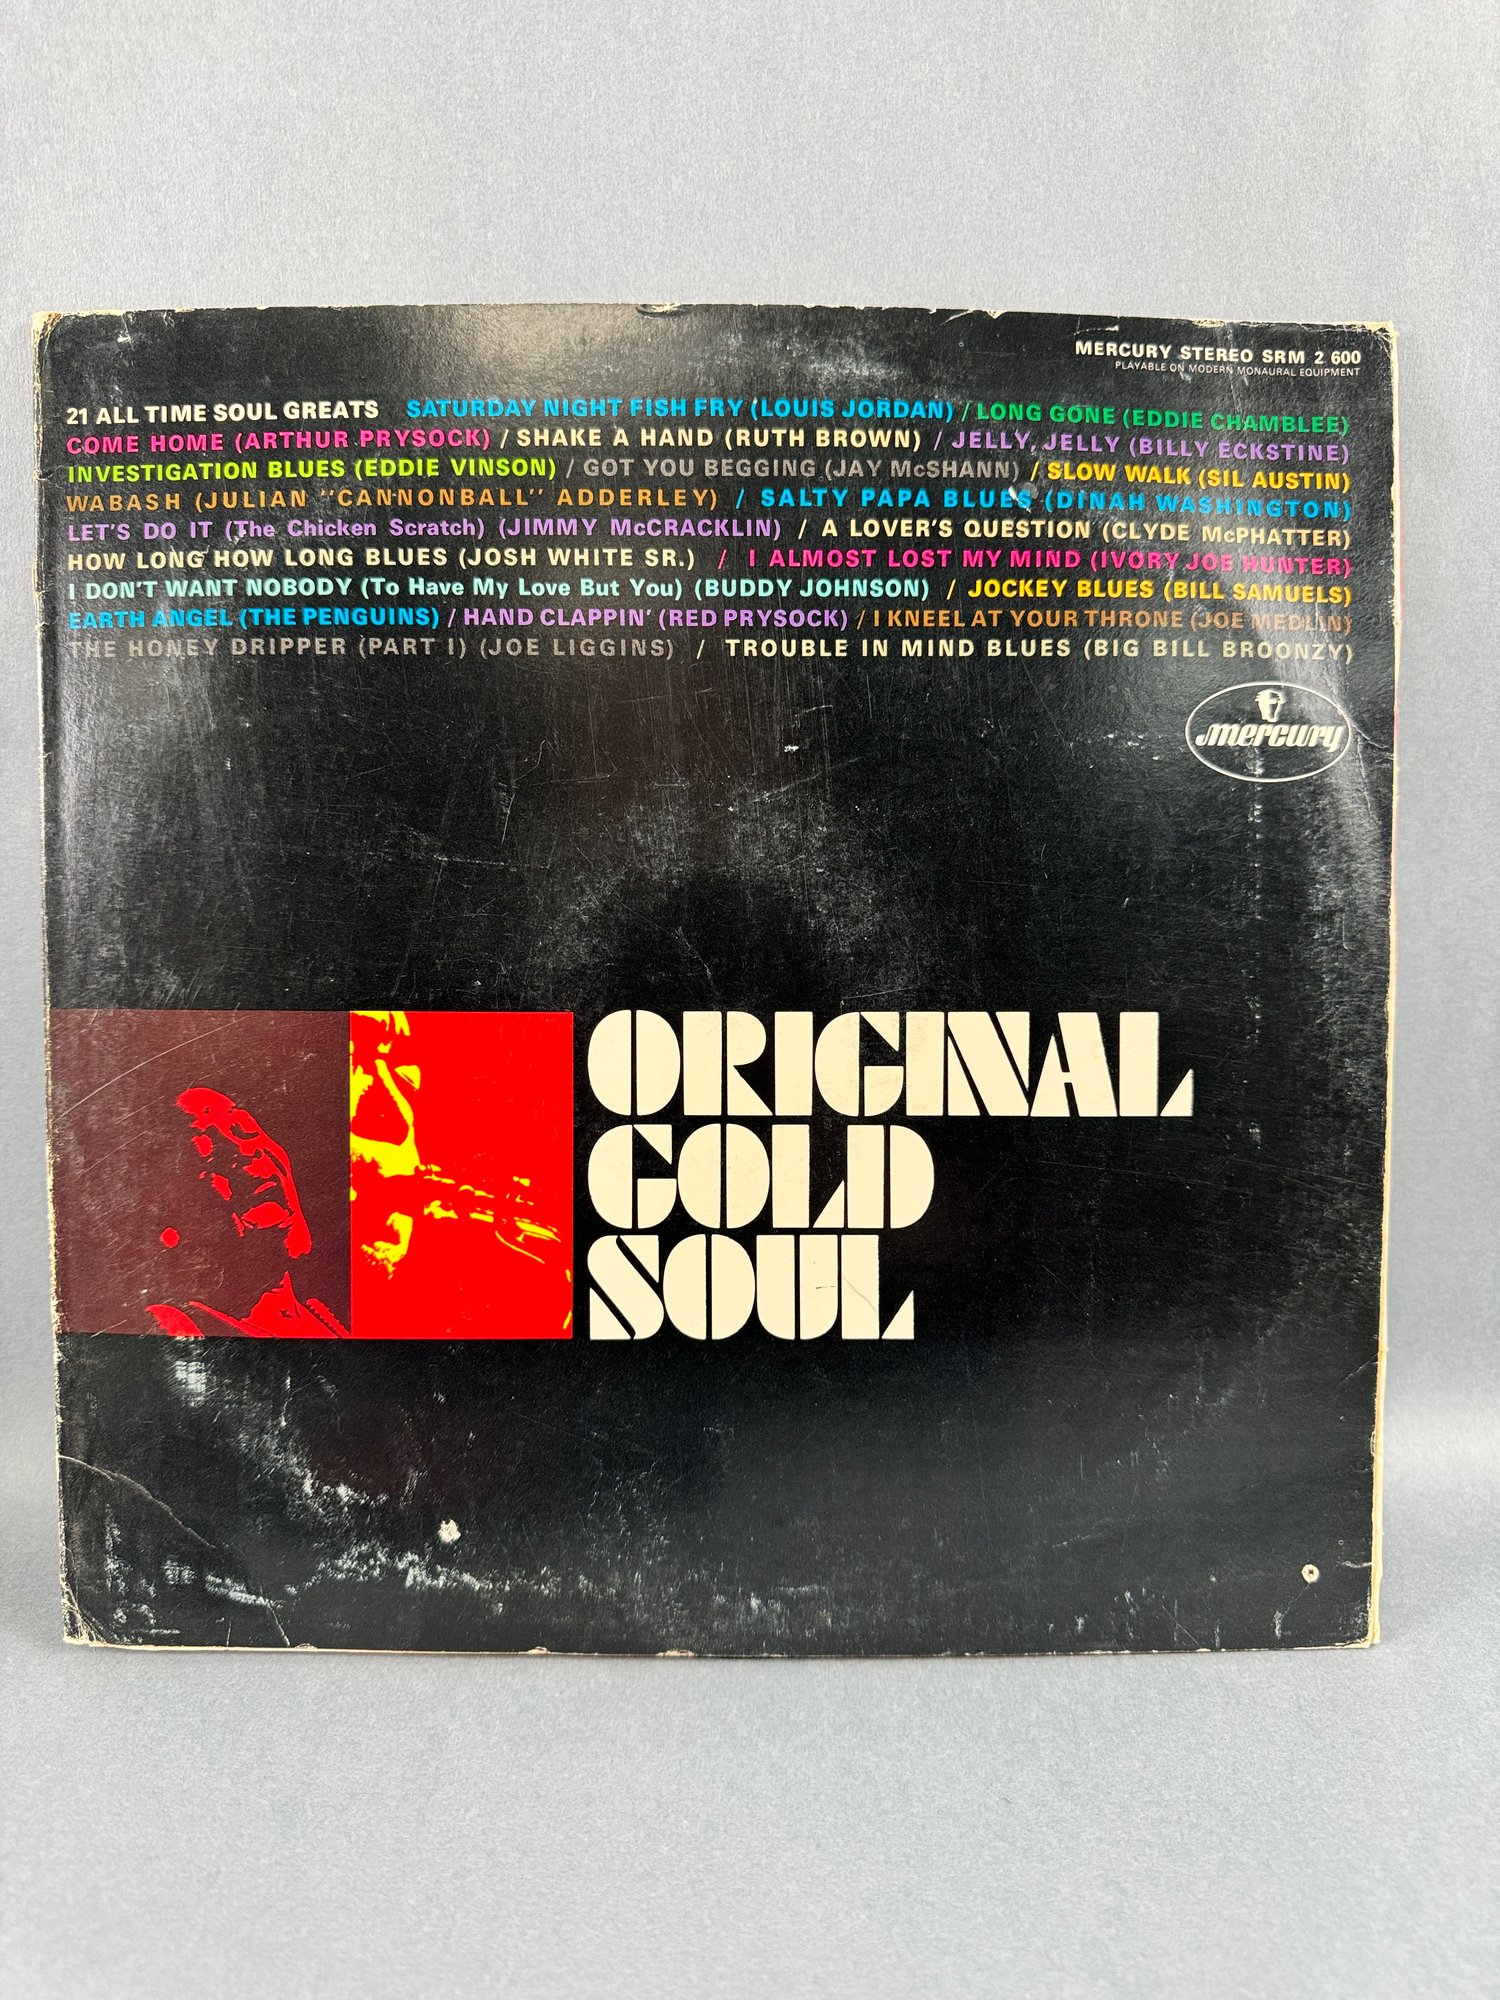 MERCURY STEREO SRM 2 600
PLAYABLE ON MODERN MONAURAL EQUIPMENT
21 ALL TIME SOUL GREATS SATURDAY NIGHT FISH FRY (LOUIS JORDAN) / LONG GONE (EDDIE CHAMBLEE)
COME HOME (ARTHUR PRYSOCK) / SHAKE A HAND (RUTH BROWN) / JELLY, JELLY (BILLY ECKSTINE)
INVESTIGATION BLUES (EDDIE VINSON) / GOT YOU BEGGING (JAY McSHANN) / SLOW WALK (SIL AUSTIN)
WABASH (JULIAN "CANNONBALL" ADDERLEY) / SALTY PAPA BLUES (DINAH WASHINGTON)
LET'S DO IT (The Chicken Scratch) (JIMMY McCRACKLIN) / A LOVER'S QUESTION (CLYDE McPHATTER)
HOW LONG HOW LONG BLUES (JOSH WHITE SR.) / I ALMOST LOST MY MIND (IVORY JOE HUNTER)
I DON'T WANT NOBODY (To Have My Love But You) (BUDDY JOHNSON) / JOCKEY BLUES (BILL SAMUELS)
EARTH ANGEL (THE PENGUINS) / HAND CLAPPIN' (RED PRYSOCK) / I KNEEL AT YOUR THRONE (JOE MEDLIN)
THE HONEY DRIPPER (PART I) (JOE LIGGINS) / TROUBLE IN MIND BLUES (BIG BILL BROONZY)
mercury
ORIGINAL
GOLD
SOUL